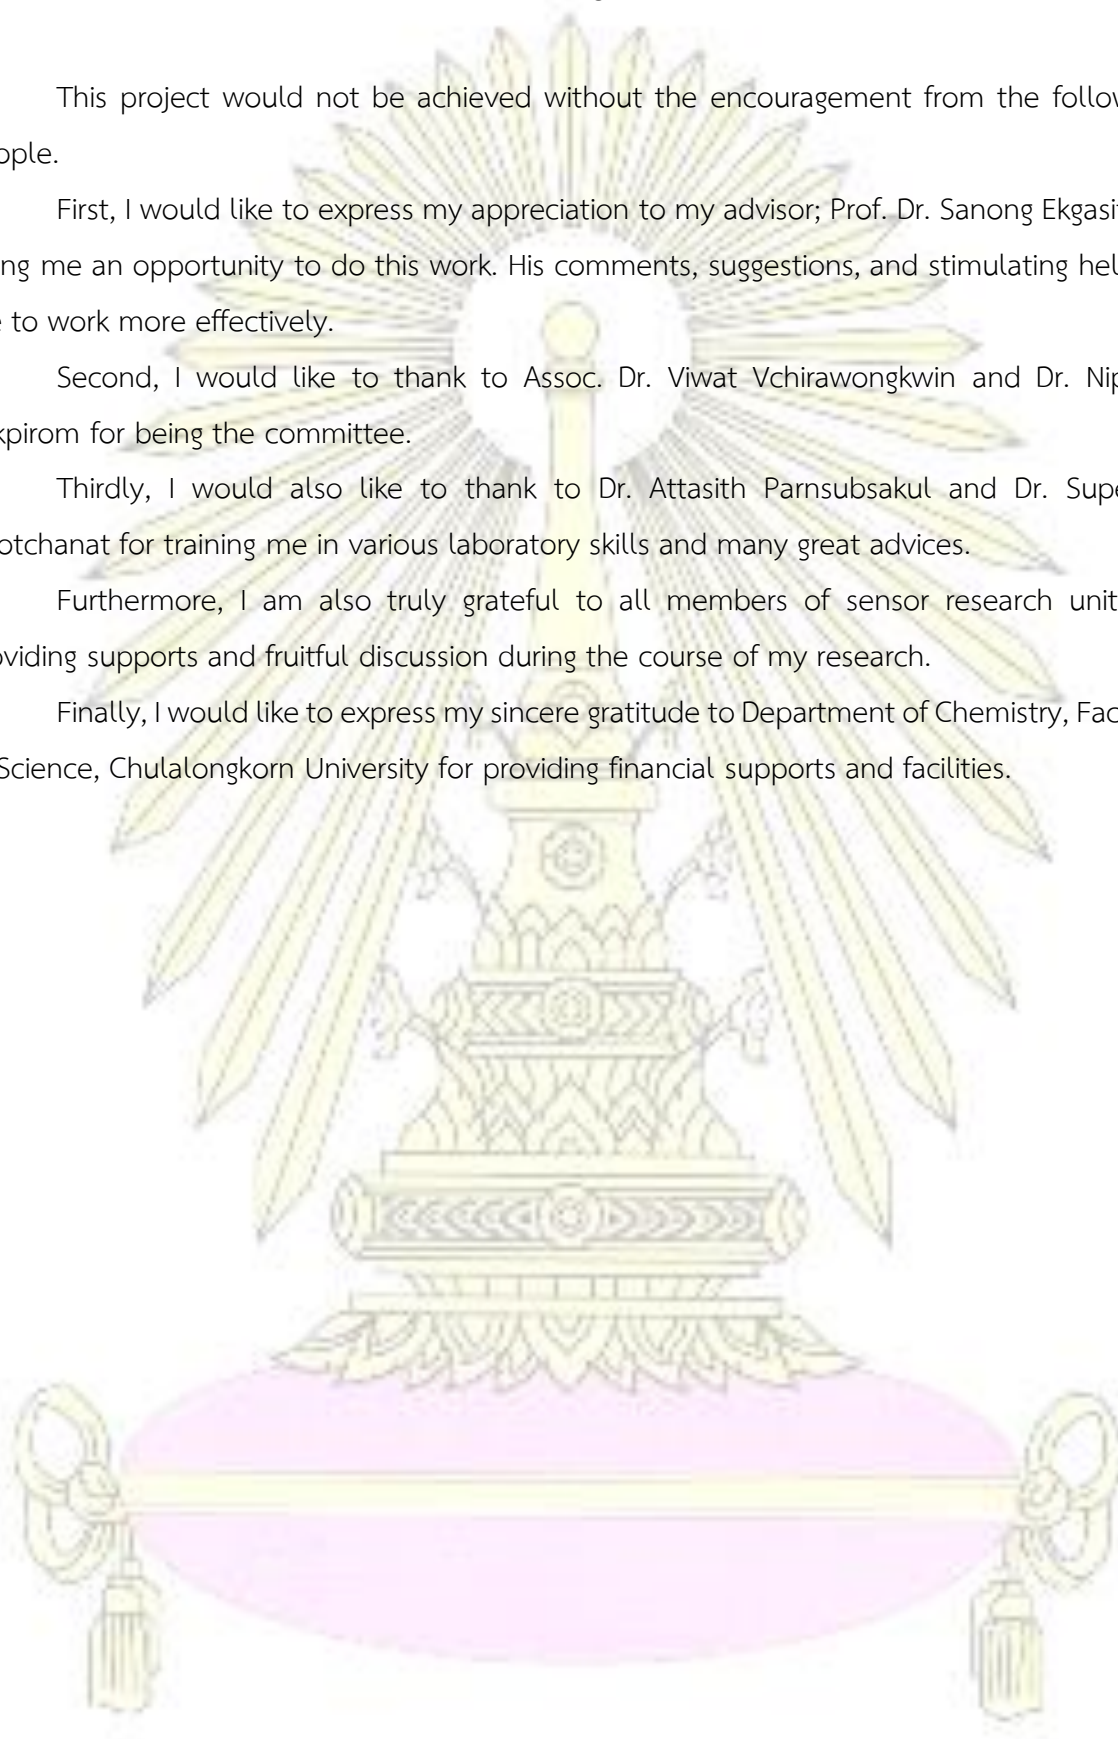 This project would not be achieved without the encouragement from the follow
ople.
First, I would like to express my appreciation to my advisor; Prof. Dr. Sanong Ekgasit
ng me an opportunity to do this work. His comments, suggestions, and stimulating hel
to work more effectively.
Second, I would like to thank to Assoc. Dr. Viwat Vchirawongkwin and Dr. Nip
kpirom for being the committee.
Thirdly, I would also like to thank to Dr. Attasith Parnsubsakul and Dr. Supe
otchanat for training me in various laboratory skills and many great advices.
Furthermore, I am also truly grateful to all members of sensor research unit
oviding supports and fruitful discussion during the course of my research.
Finally, I would like to express my sincere gratitude to Department of Chemistry, Fac
Science, Chulalongkorn University for providing financial supports and facilities.